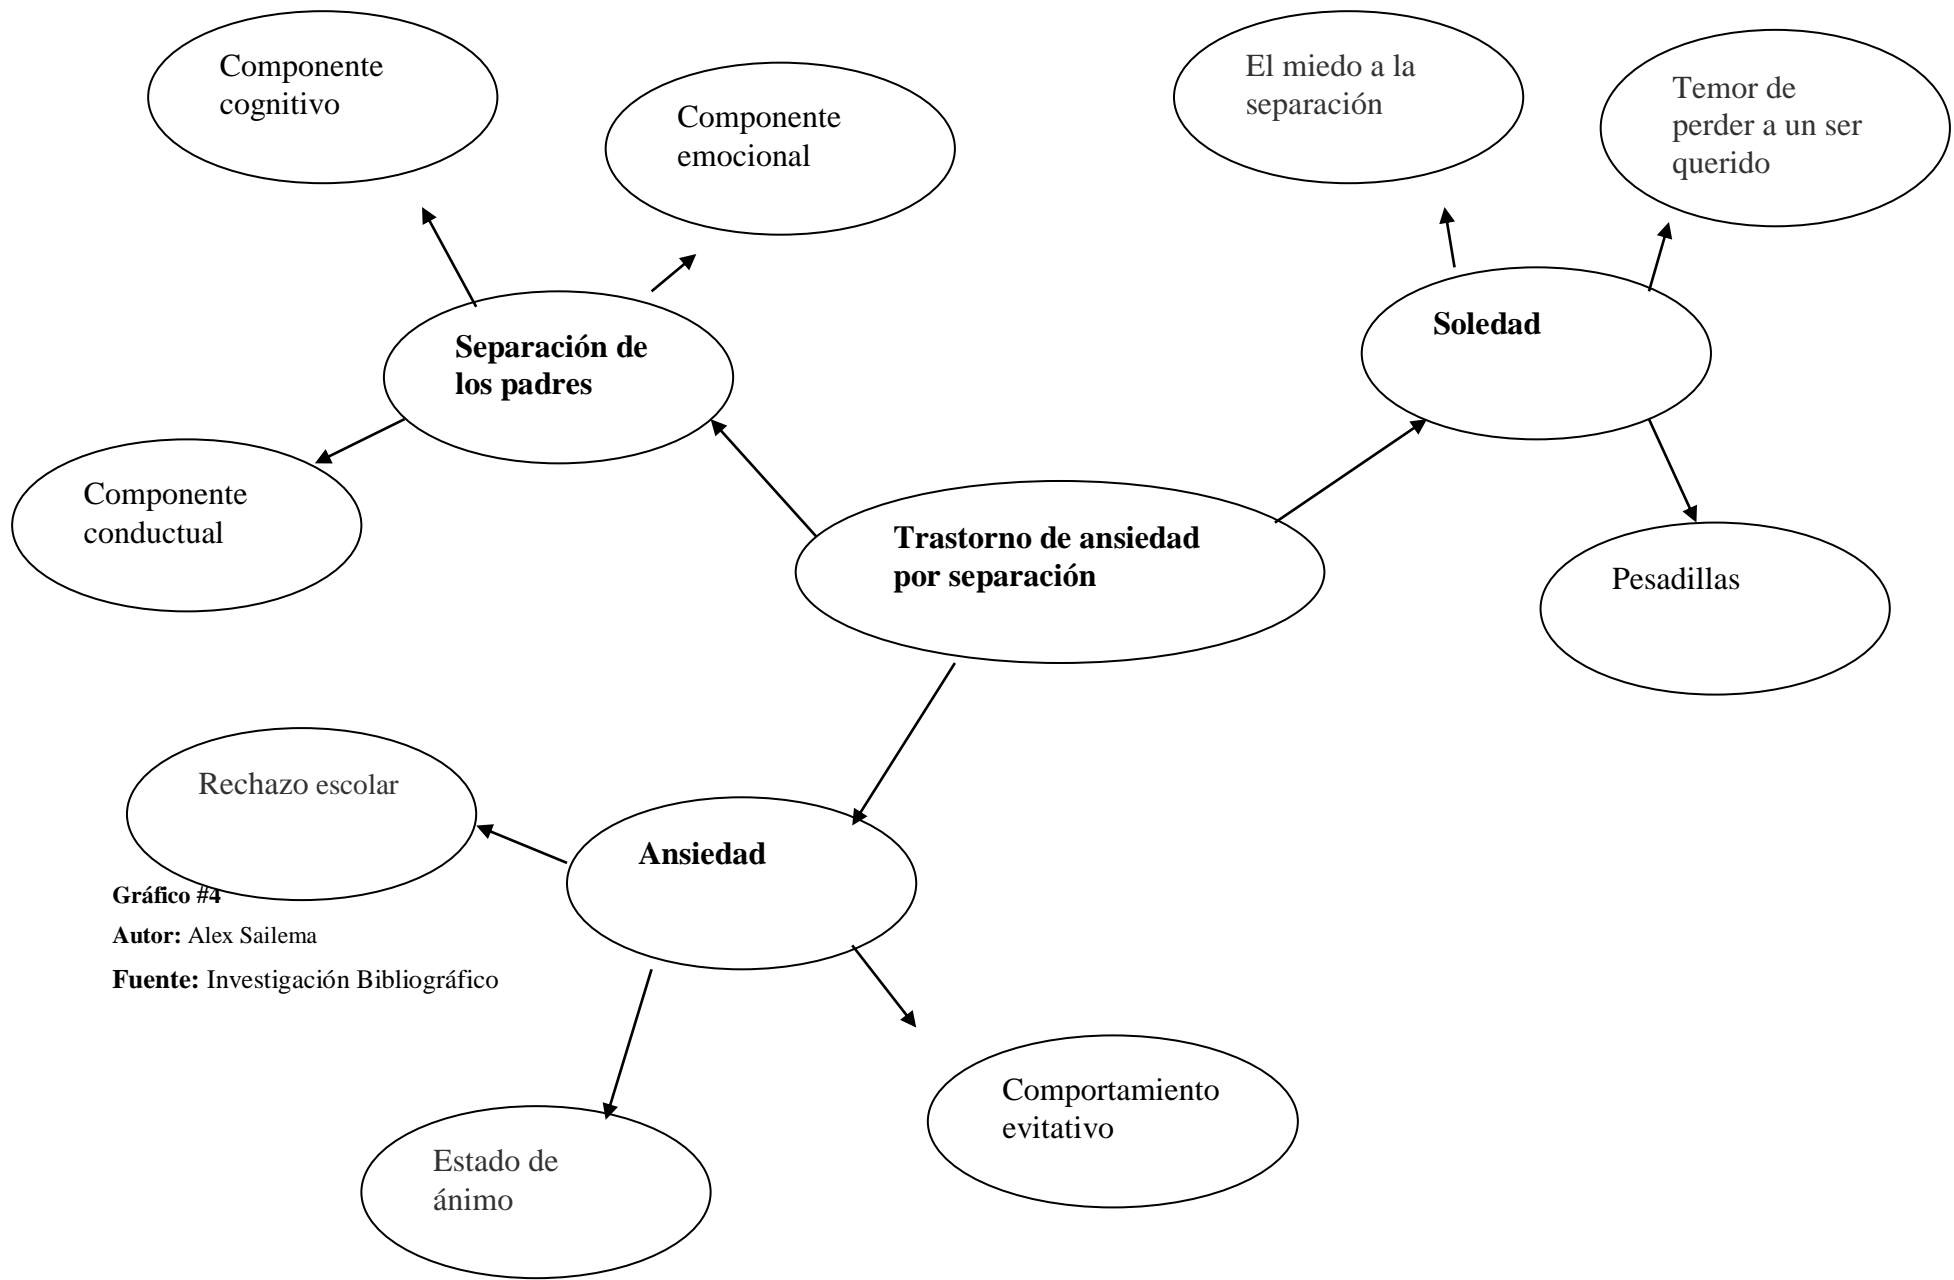 Componente
cognitivo
Componente
emocional
El miedo a la
separación
Temor de
perder a un ser
querido
Separación de
los padres
Soledad
Componente
conductual
Trastorno de ansiedad
por separación
Pesadillas
Rechazo escolar
Ansiedad
Gráfico #4
Autor: Alex Sailema
Fuente: Investigación Bibliográfico
Comportamiento
evitativo
Estado de
ánimo